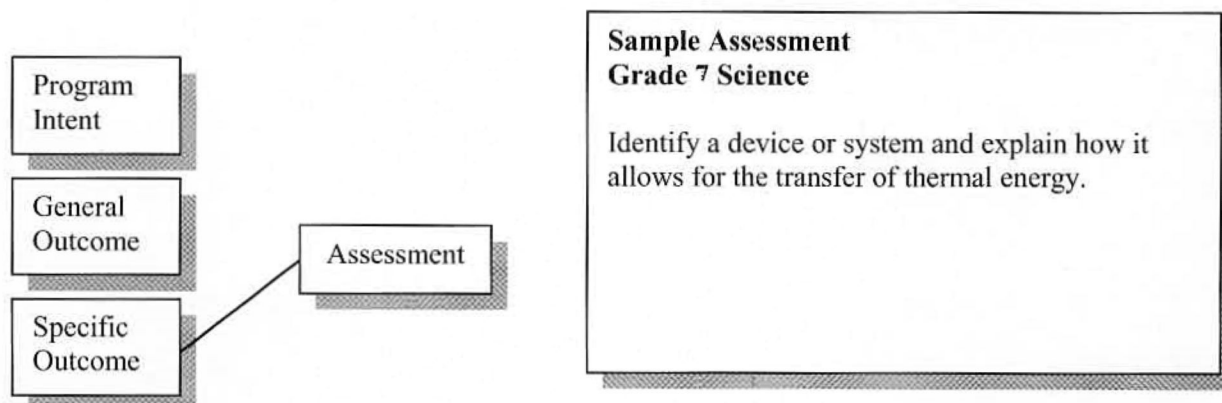 Program
Intent
General
Outcome
Specific
Outcome
Assessment
Sample Assessment
Grade 7 Science
Identify a device or system and explain how it
allows for the transfer of thermal energy.